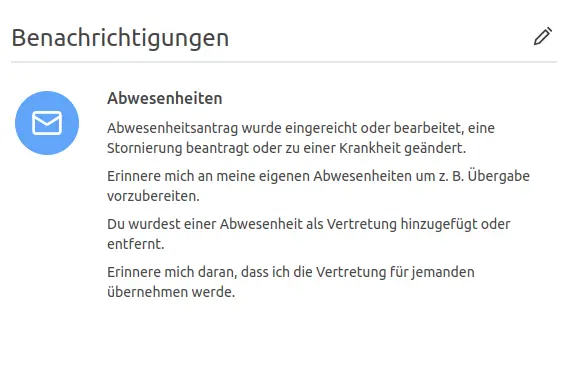 Benachrichtigungen
Abwesenheiten
Abwesenheitsantrag wurde eingereicht oder bearbeitet, eine
Stornierung beantragt oder zu einer Krankheit geändert.
Erinnere mich an meine eigenen Abwesenheiten um z. B. Übergabe
vorzubereiten.
Du wurdest einer Abwesenheit als Vertretung hinzugefügt oder
entfernt.
Erinnere mich daran, dass ich die Vertretung für jemanden
übernehmen werde.